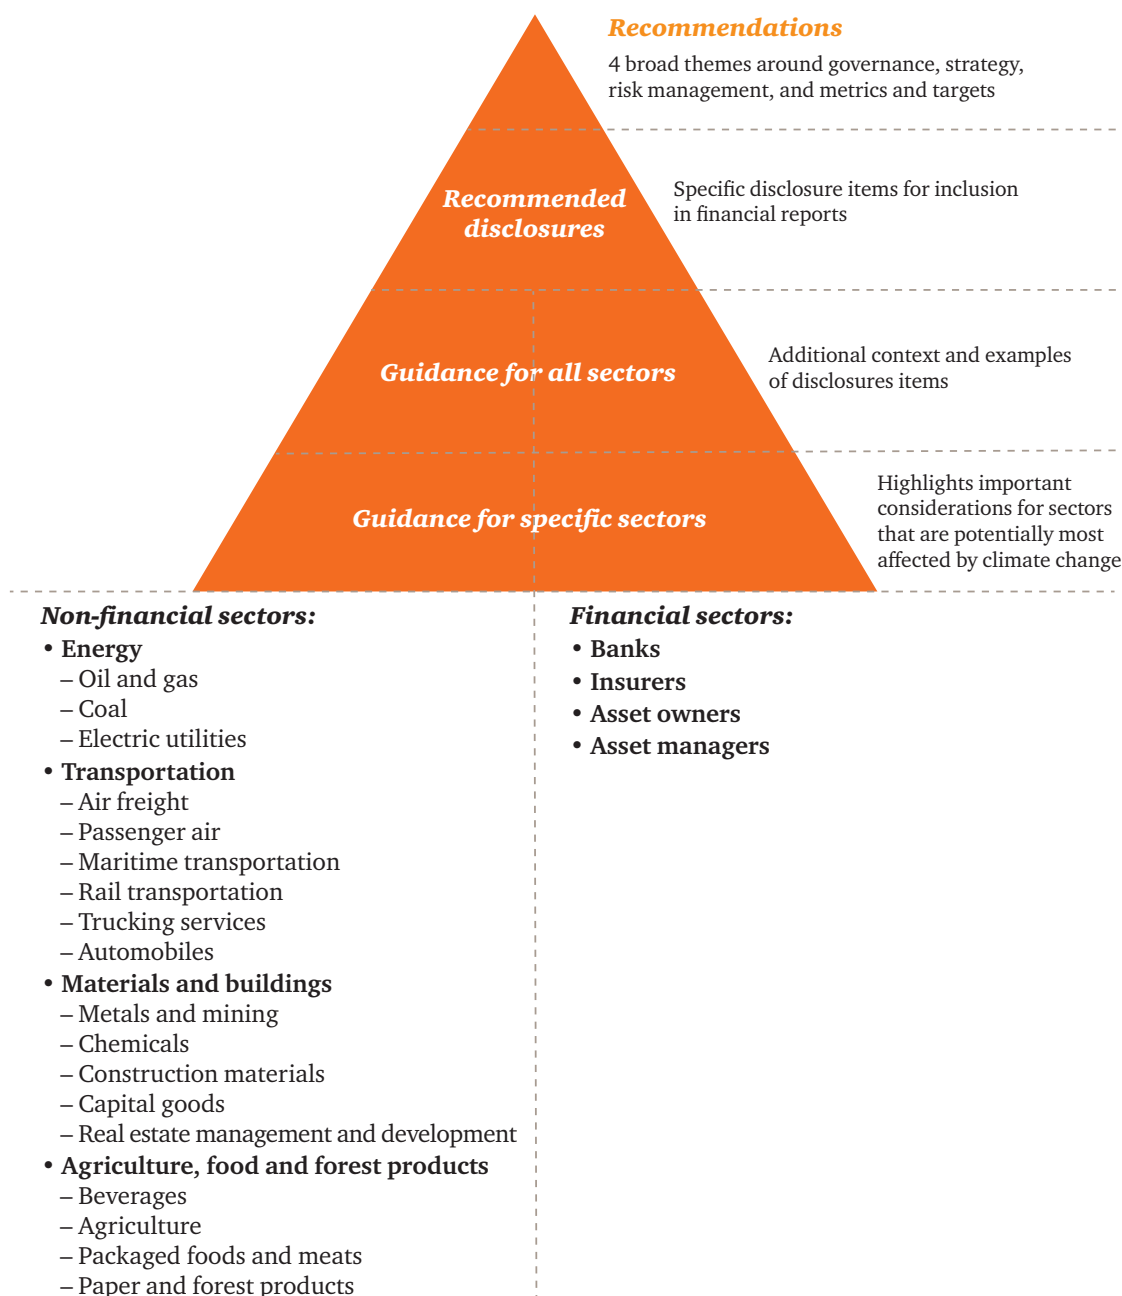 Recommendations
4 broad themes around governance, strategy,
risk management, and metrics and targets
Recommended
disclosures
Specific disclosure items for inclusion
in financial reports
Guidance for all sectors
Additional context and examples
of disclosures items
Guidance for specific sectors
Highlights important
considerations for sectors
that are potentially most
affected by climate change
Non-financial sectors:
• Energy
– Oil and gas
– Coal
– Electric utilities
• Transportation
– Air freight
– Passenger air
– Maritime transportation
– Rail transportation
– Trucking services
– Automobiles
• Materials and buildings
– Metals and mining
– Chemicals
– Construction materials
– Capital goods
– Real estate management and development
• Agriculture, food and forest products
– Beverages
– Agriculture
– Packaged foods and meats
– Paper and forest products
Financial sectors:
• Banks
• Insurers
• Asset owners
• Asset managers